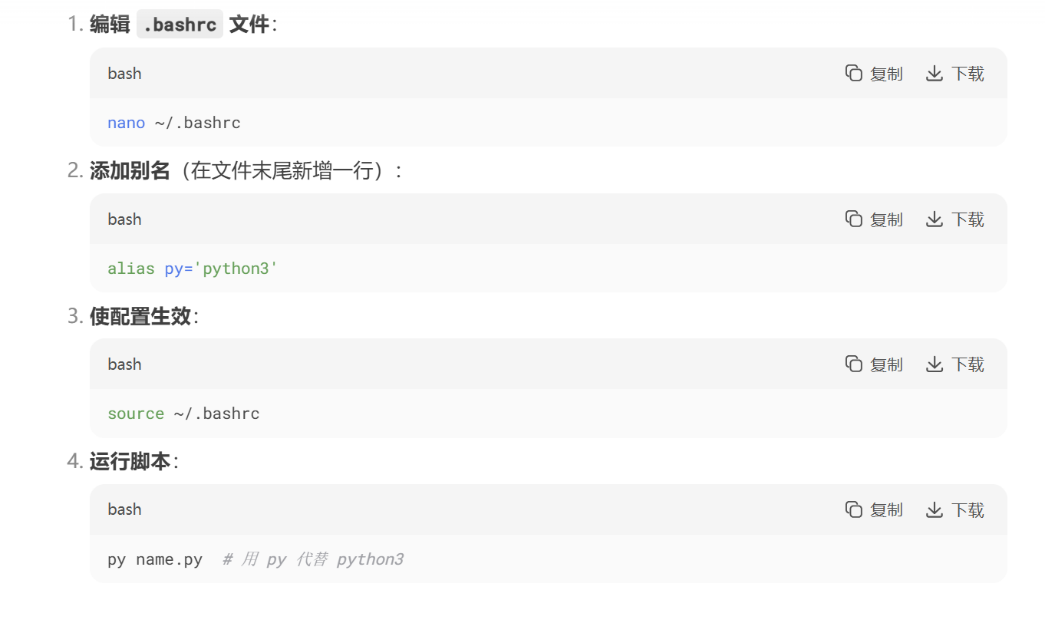 1. 编辑 .bashrc 文件:
bash 复制 下载
nano ~/.bashrc
2. 添加别名（在文件末尾新增一行）:
bash 复制 下载
alias py='python3'
3. 使配置生效:
bash 复制 下载
source ~/.bashrc
4. 运行脚本:
bash 复制 下载
py name.py # 用 py 代替 python3